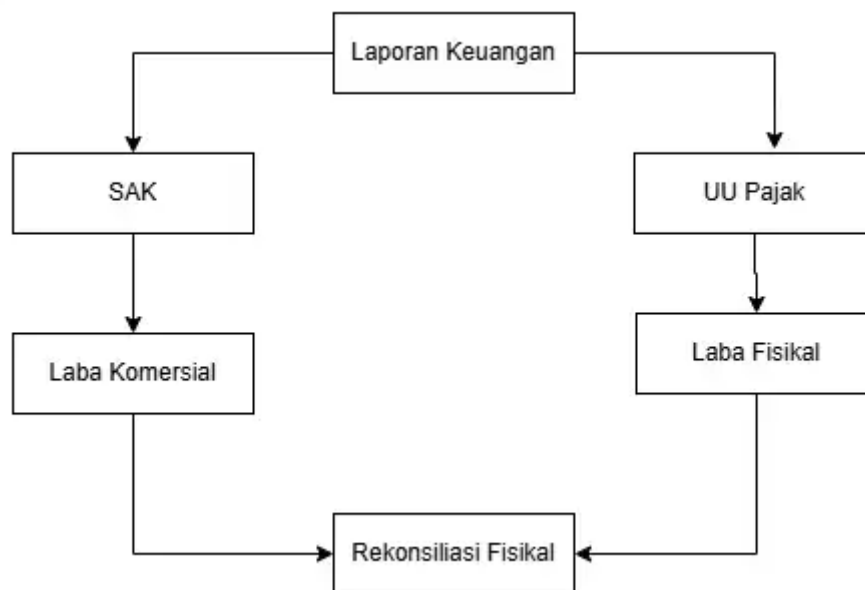 Laporan Keuangan
SAK
UU Pajak
Laba Komersial
Laba Fisikal
Rekonsiliasi Fisikal